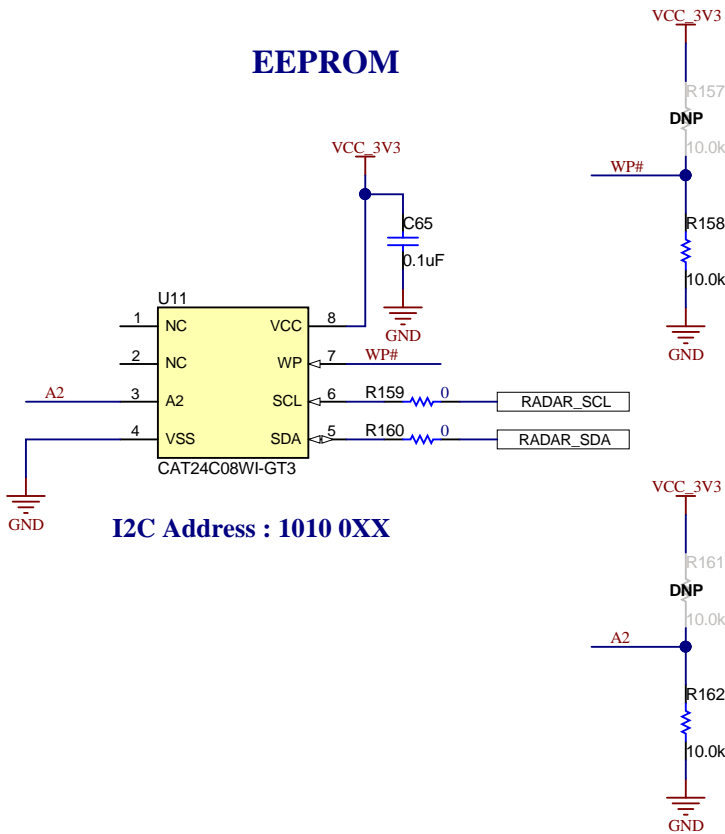 EEPROM
VCC_3V3
C65
0.1uF
GND
U11
1 NC VCC 8
2 NC WP 7 WP#
A2 3 A2 SCL 6 R159 0 RADAR_SCL
4 VSS SDA 5 R160 0 RADAR_SDA
CAT24C08WI-GT3
GND
I2C Address : 1010 0XX
VCC_3V3
R157
DNP
10.0k
WP#
R158
10.0k
GND
VCC_3V3
R161
DNP
10.0k
A2
R162
10.0k
GND